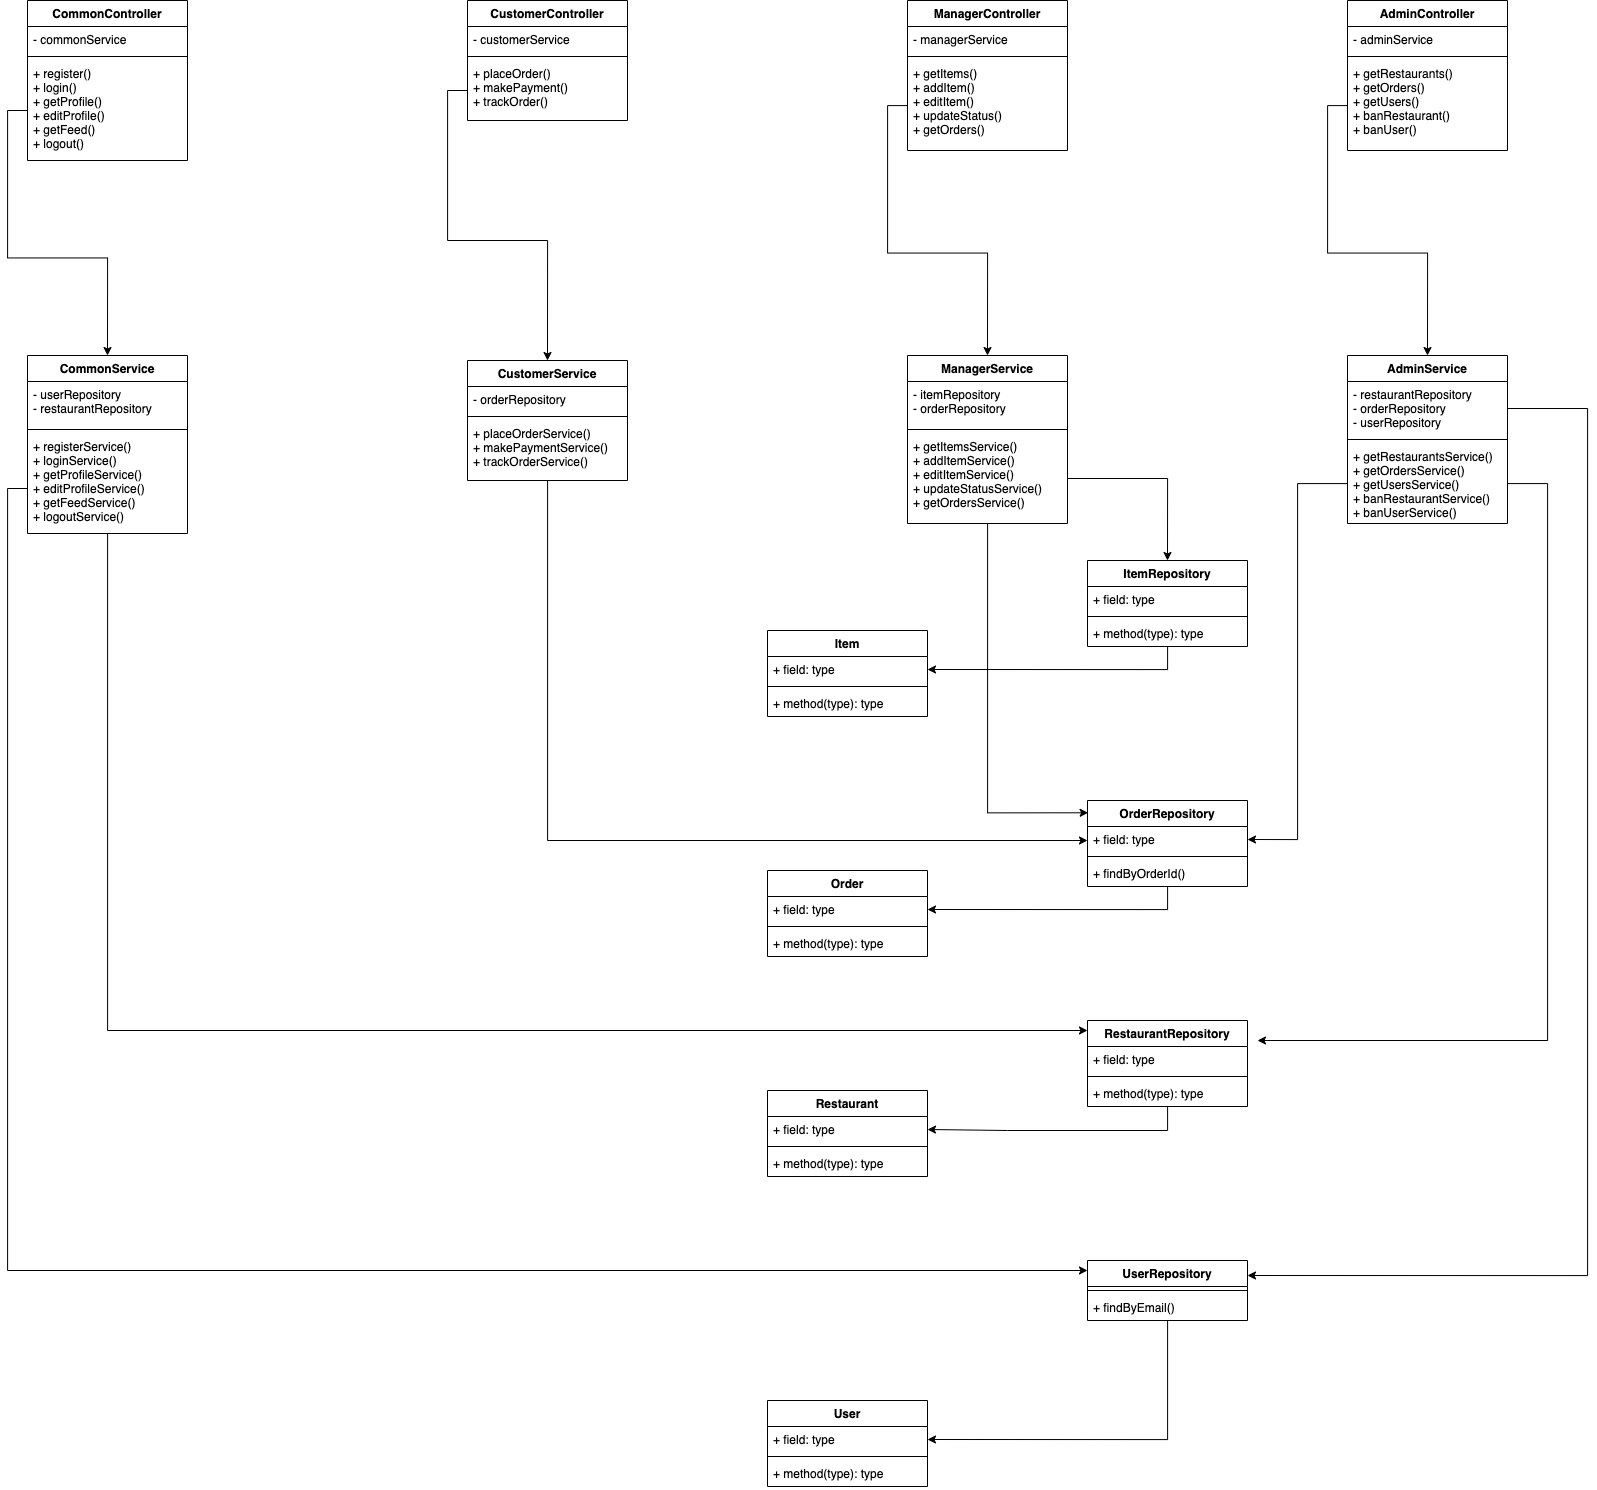 CommonController
- commonService
+ register()
+ login()
+ getProfile()
+ editProfile()
+ getFeed()
+ logout()
CustomerController
- customerService
+ placeOrder()
+ makePayment()
+ trackOrder()
ManagerController
- managerService
+ getItems()
+ addItem()
+ editItem()
+ updateStatus()
+ getOrders()
AdminController
- adminService
+ getRestaurants()
+ getOrders()
+ getUsers()
+ banRestaurant()
+ banUser()
CommonService
- userRepository
- restaurantRepository
+ registerService()
+ loginService()
+ getProfileService()
+ editProfileService()
+ getFeedService()
+ logoutService()
CustomerService
- orderRepository
+ placeOrderService()
+ makePaymentService()
+ trackOrderService()
ManagerService
- itemRepository
- orderRepository
+ getItemsService()
+ addItemService()
+ editItemService()
+ updateStatusService()
+ getOrdersService()
AdminService
- restaurantRepository
- orderRepository
- userRepository
+ getRestaurantsService()
+ getOrdersService()
+ getUsersService()
+ banRestaurantService()
+ banUserService()
ItemRepository
+ field: type
+ method(type): type
Item
+ field: type
+ method(type): type
OrderRepository
+ field: type
+ findByOrderId()
Order
+ field: type
+ method(type): type
RestaurantRepository
+ field: type
+ method(type): type
Restaurant
+ field: type
+ method(type): type
UserRepository
+ findByEmail()
User
+ field: type
+ method(type): type